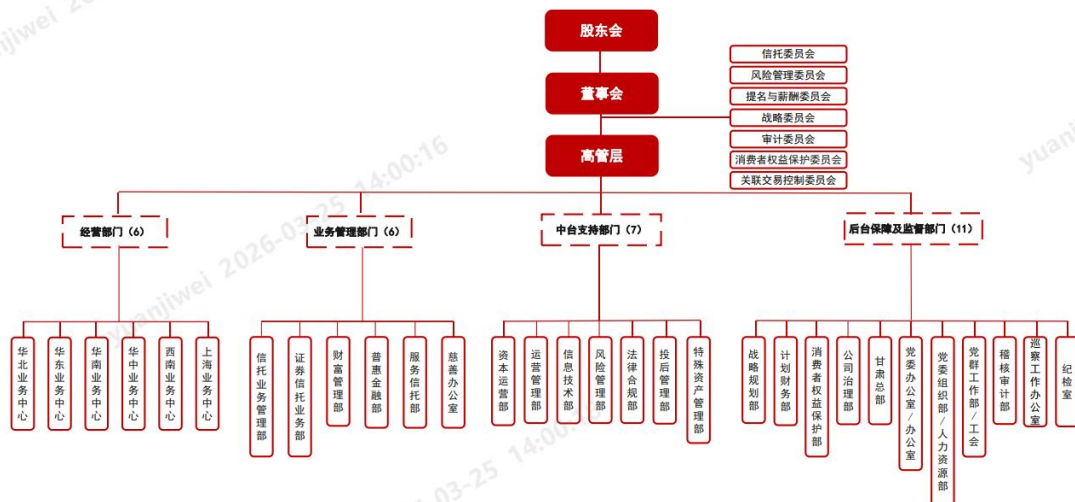 股东会
董事会
高管层
信托委员会
风险管理委员会
提名与薪酬委员会
战略委员会
审计委员会
消费者权益保护委员会
关联交易控制委员会
经营部门（6）
业务管理部门（6）
中台支持部门（7）
后台保障及监督部门（11）
华北业务中心
华东业务中心
华南业务中心
华中业务中心
西南业务中心
上海业务中心
信托业务管理部
证券信托业务部
财富管理部
普惠金融部
服务信托部
慈善办公室
资本运营部
运营管理部
信息技术部
风险管理部
法律合规部
投后管理部
特殊资产管理部
战略规划部
计划财务部
消费者权益保护部
公司治理部
甘肃总部
党委办公室/办公室
党委组织部/人力资源部
党群工作部/工会
稽核审计部
巡察工作办公室
纪检室
yuanjiwei 2026-03-25 14:00:16